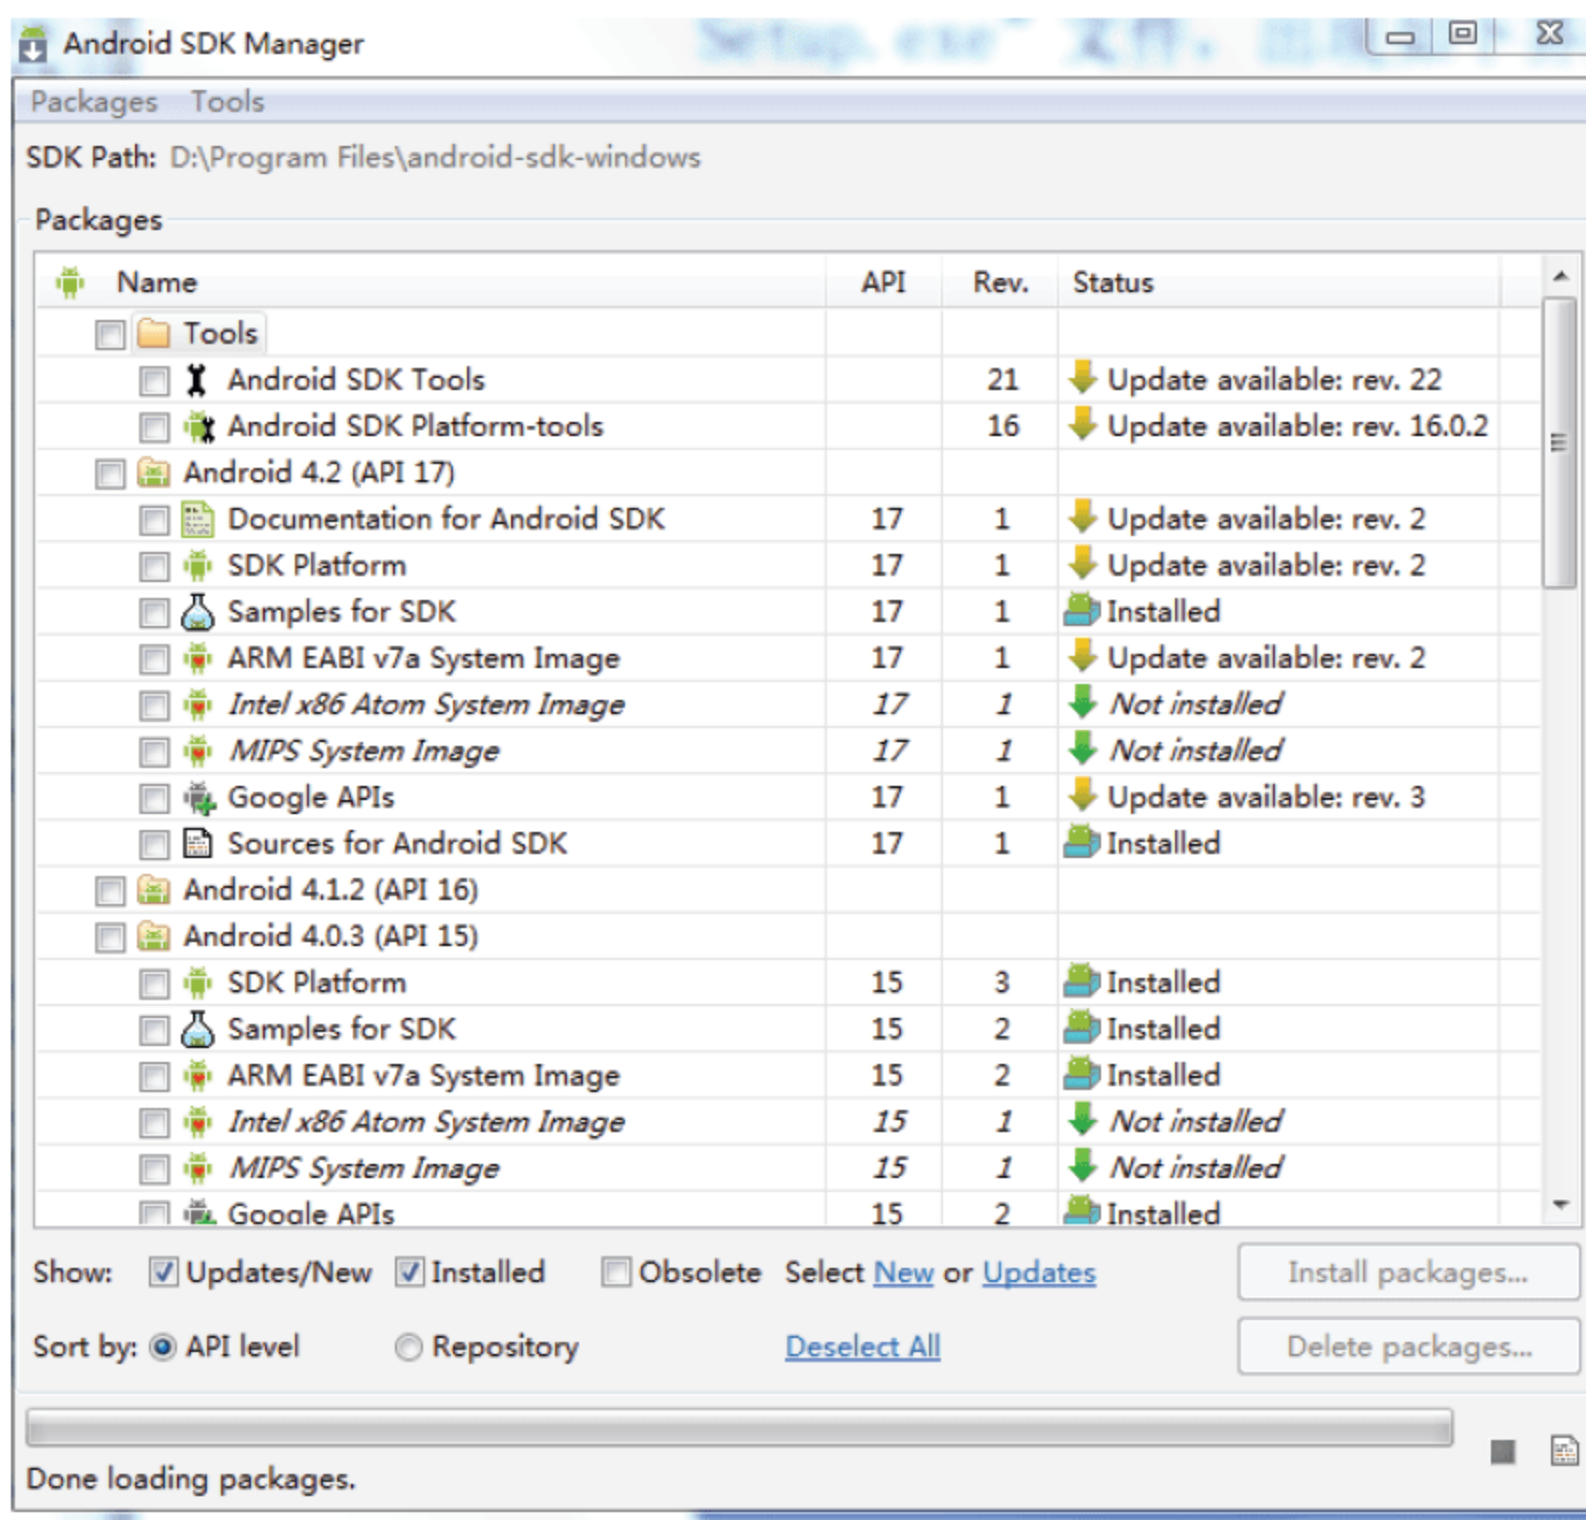 Setup.exe" 文件，出现
Android SDK Manager
Packages Tools
SDK Path: D:\Program Files\android-sdk-windows
Packages
Name API Rev. Status
Tools
Android SDK Tools 21 Update available: rev. 22
Android SDK Platform-tools 16 Update available: rev. 16.0.2
Android 4.2 (API 17)
Documentation for Android SDK 17 1 Update available: rev. 2
SDK Platform 17 1 Update available: rev. 2
Samples for SDK 17 1 Installed
ARM EABI v7a System Image 17 1 Update available: rev. 2
Intel x86 Atom System Image 17 1 Not installed
MIPS System Image 17 1 Not installed
Google APIs 17 1 Update available: rev. 3
Sources for Android SDK 17 1 Installed
Android 4.1.2 (API 16)
Android 4.0.3 (API 15)
SDK Platform 15 3 Installed
Samples for SDK 15 2 Installed
ARM EABI v7a System Image 15 2 Installed
Intel x86 Atom System Image 15 1 Not installed
MIPS System Image 15 1 Not installed
Google APIs 15 2 Installed
Show: Updates/New Installed Obsolete Select New or Updates Install packages...
Sort by: API level Repository Deselect All Delete packages...
Done loading packages.